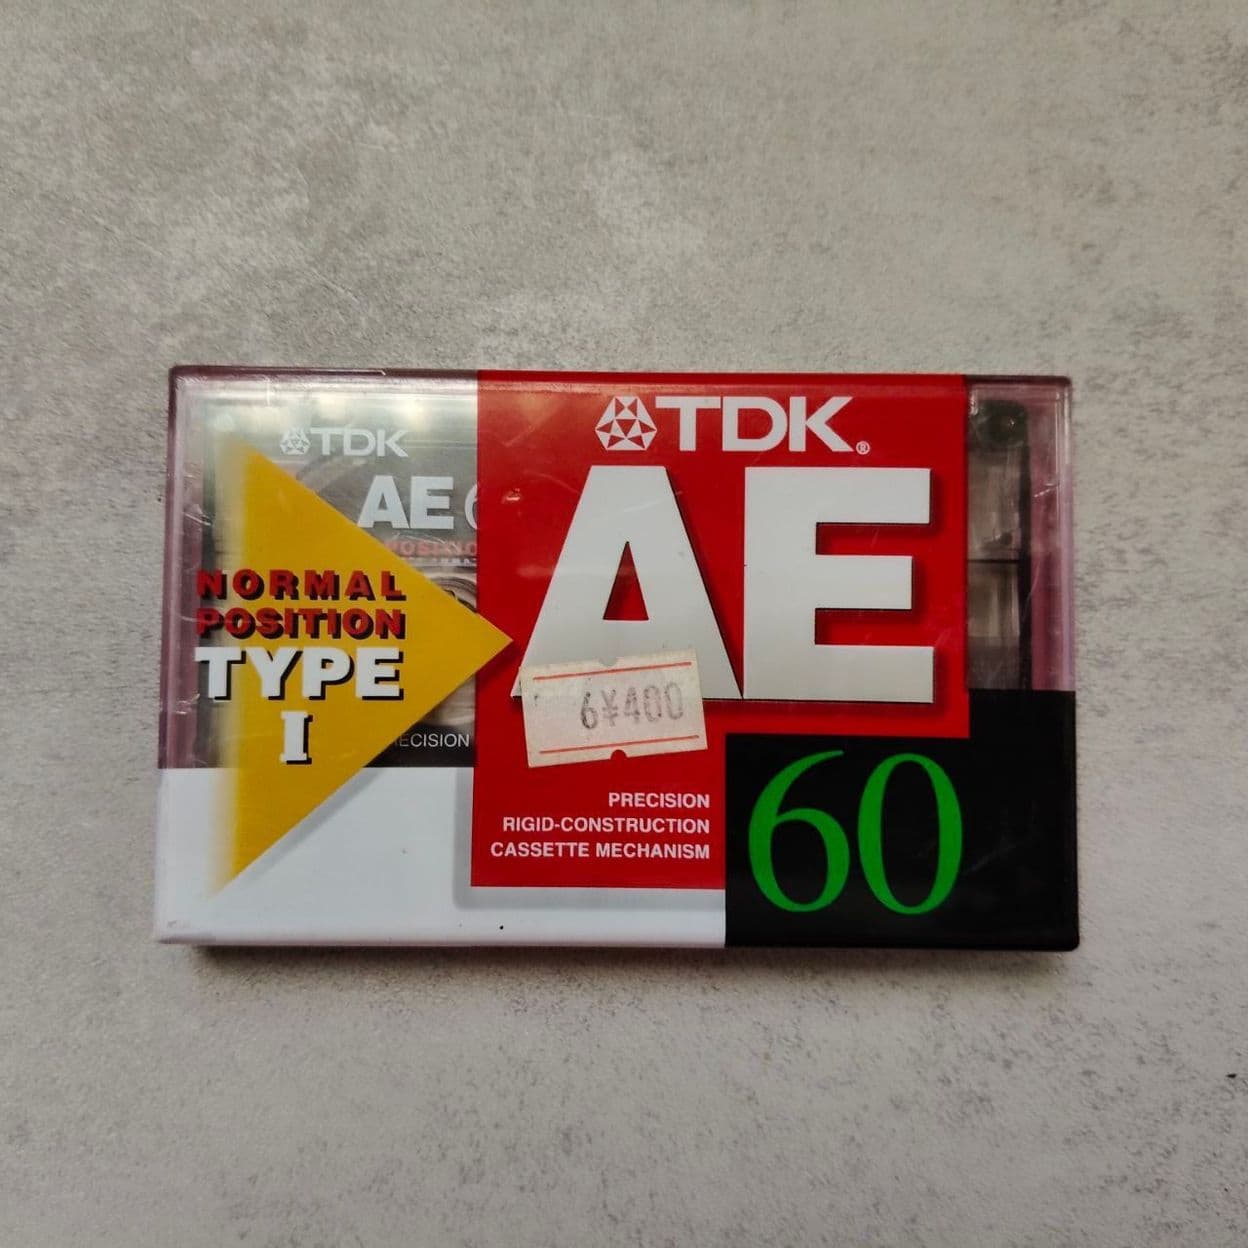 TDK
AE
NORMAL
POSITION
TYPE
I
TDK®
AE
6¥400
PRECISION
RIGID-CONSTRUCTION
CASSETTE MECHANISM
60